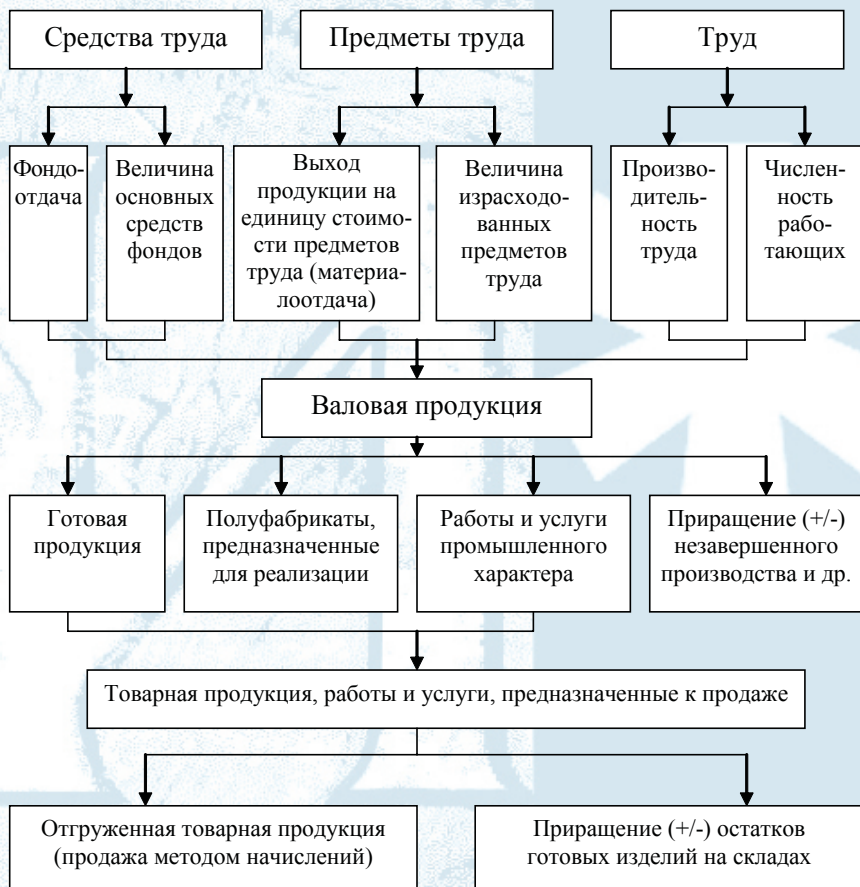 Средства труда
Предметы труда
Труд
Фондо-
отдача
Величина
основных
средств
фондов
Выход
продукции на
единицу стоимо-
сти предметов
труда (материа-
лоотдача)
Величина
израсходо-
ванных
предметов
труда
Произво-
дитель-
ность
труда
Числен-
ность
рабо-
тающих
Валовая продукция
Готовая
продукция
Полуфабрикаты,
предназначенные
для реализации
Работы и услуги
промышленного
характера
Приращение (+/-)
незавершенного
производства и др.
Товарная продукция, работы и услуги, предназначенные к продаже
Отгруженная товарная продукция
(продажа методом начислений)
Приращение (+/-) остатков
готовых изделий на складах